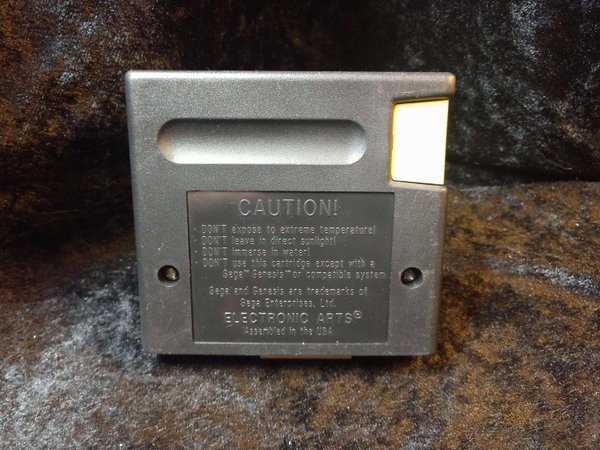 CAUTION!
· DON'T expose to extreme temperature!
· DON'T leave in direct sunlight!
· DON'T immerse in water!
· DON'T use this cartridge except with a
Sega™ Genesis™ or compatible system
Sega and Genesis are trademarks of
Sega Enterprises, Ltd.
ELECTRONIC ARTS®
Assembled in the USA